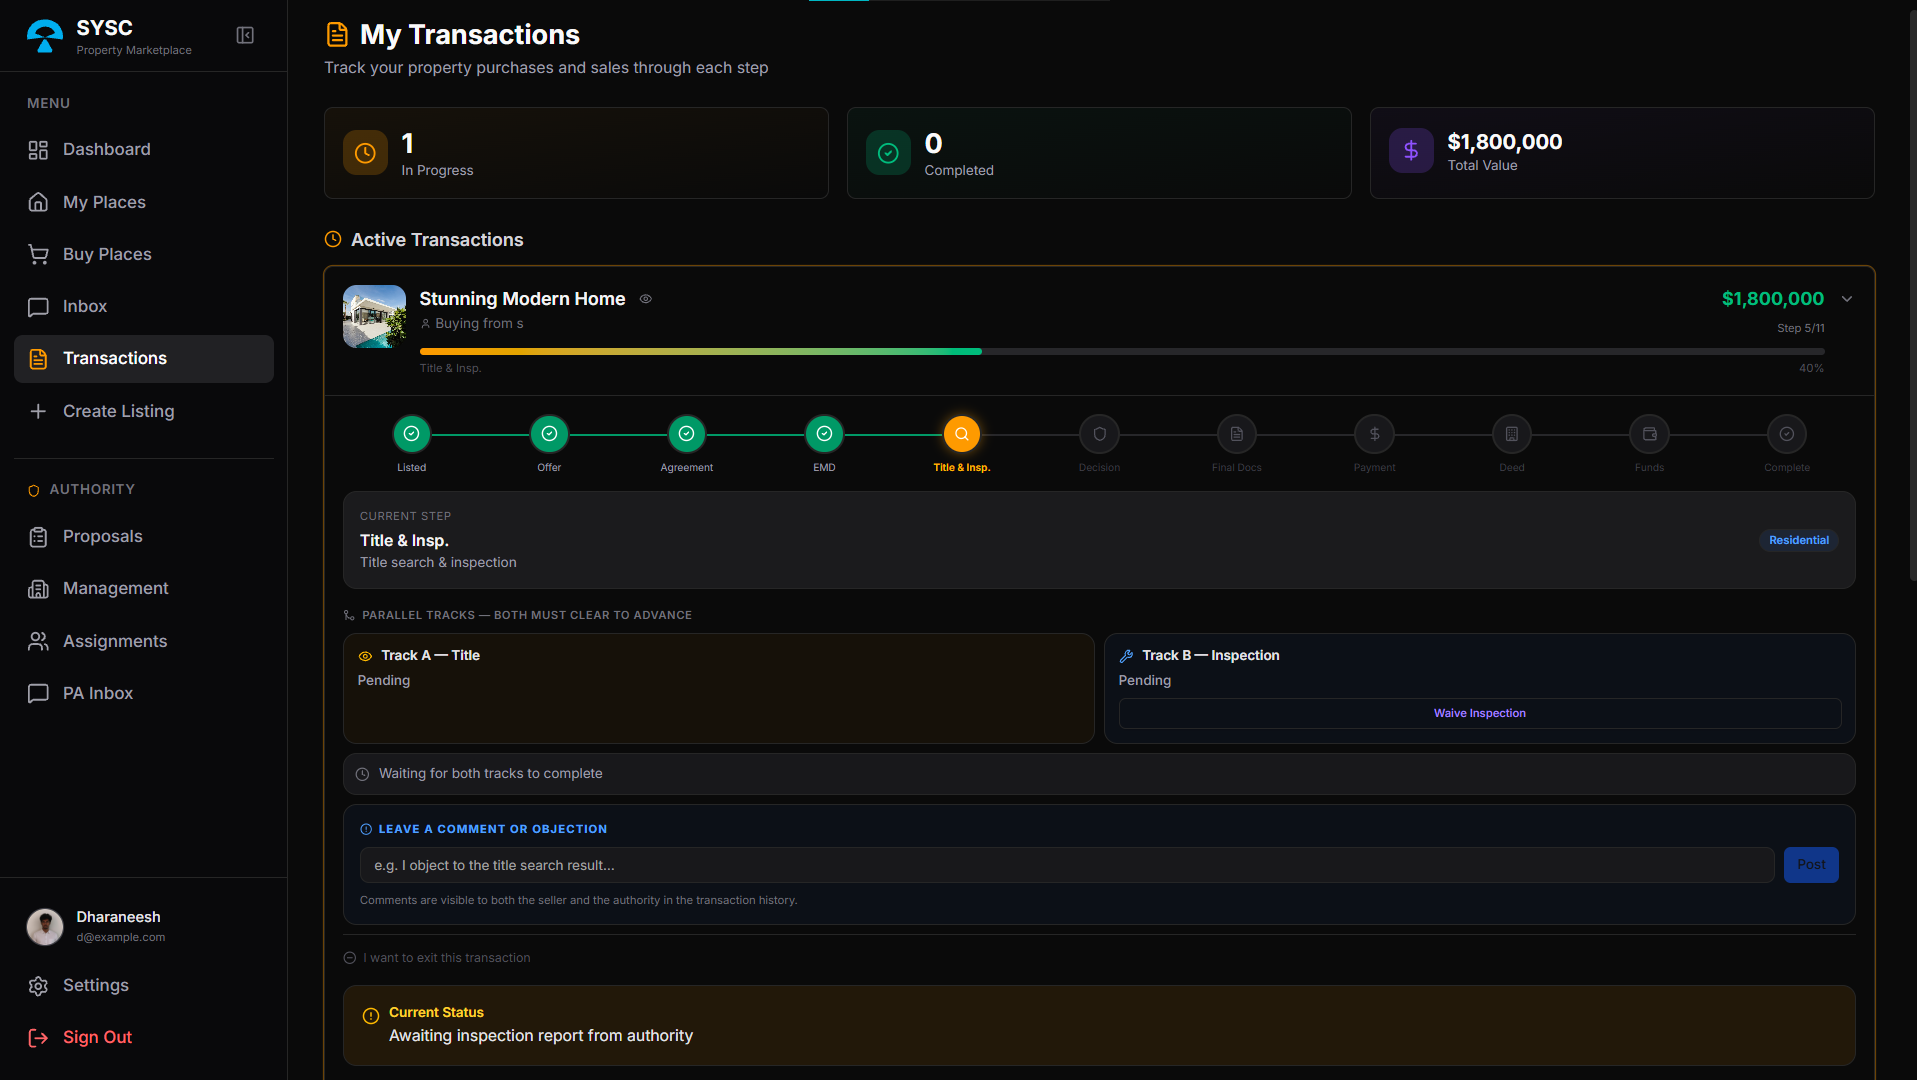 SYSC
Property Marketplace
MENU
Dashboard
My Places
Buy Places
Inbox
Transactions
Create Listing
AUTHORITY
Proposals
Management
Assignments
PA Inbox
Dharaneesh
d@example.com
Settings
Sign Out
My Transactions
Track your property purchases and sales through each step
1
In Progress
0
Completed
$1,800,000
Total Value
Active Transactions
Stunning Modern Home
Buying from s
$1,800,000
Step 5/11
Title & Insp.
40%
Listed
Offer
Agreement
EMD
Title & Insp.
Decision
Final Docs
Payment
Deed
Funds
Complete
CURRENT STEP
Title & Insp.
Title search & inspection
Residential
PARALLEL TRACKS — BOTH MUST CLEAR TO ADVANCE
Track A — Title
Pending
Track B — Inspection
Pending
Waive Inspection
Waiting for both tracks to complete
LEAVE A COMMENT OR OBJECTION
e.g. I object to the title search result...
Post
Comments are visible to both the seller and the authority in the transaction history.
I want to exit this transaction
Current Status
Awaiting inspection report from authority